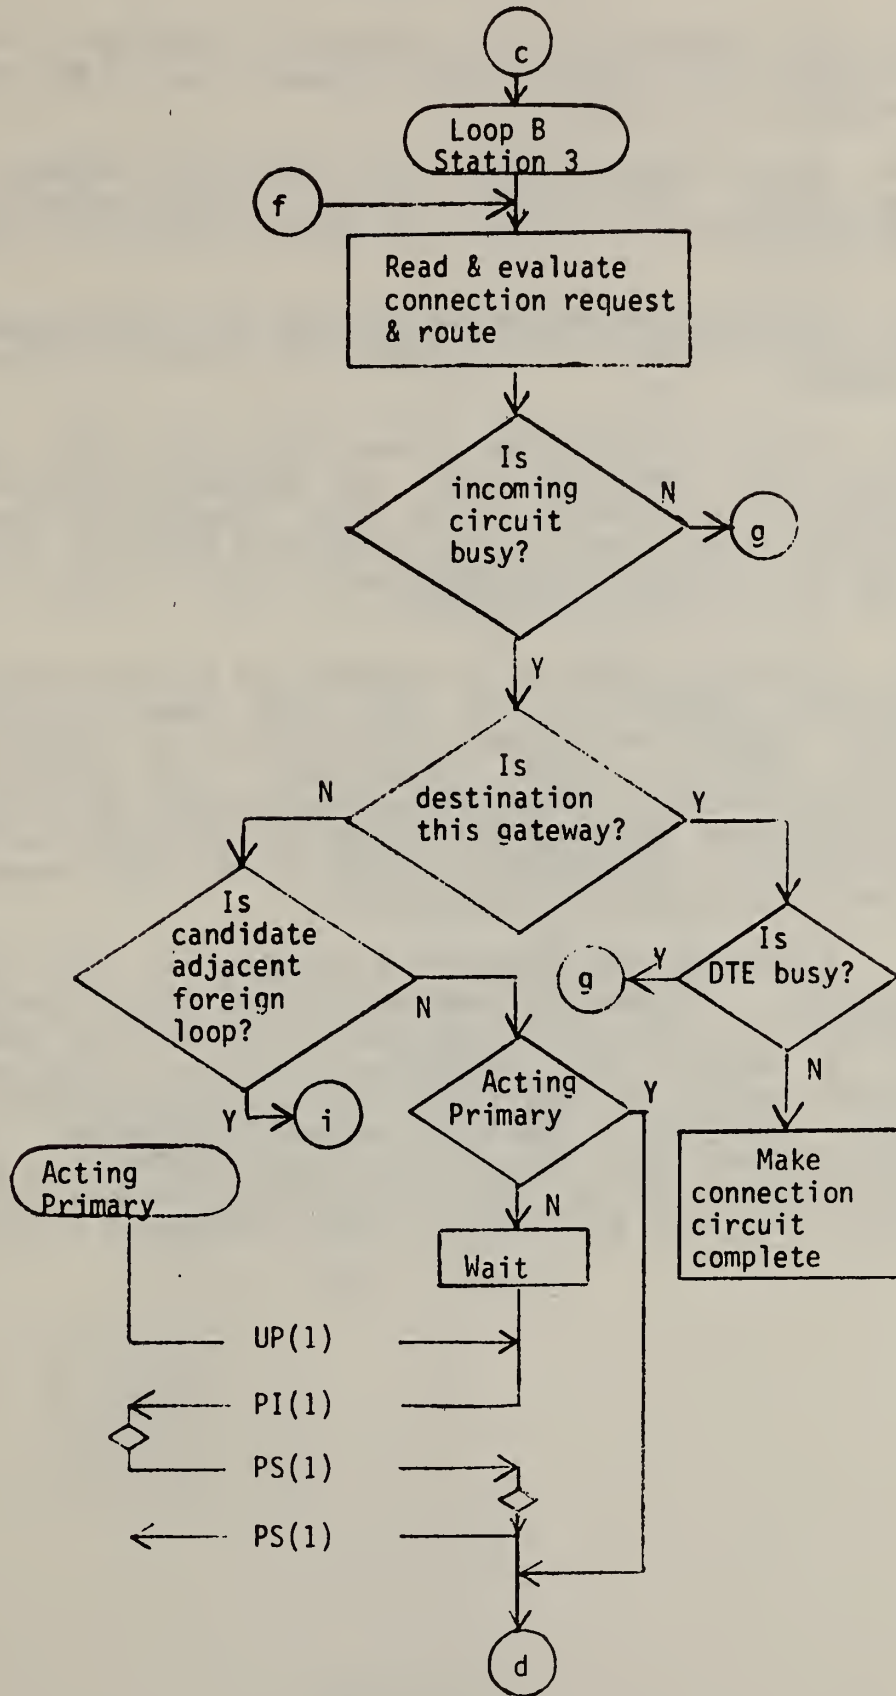 c
Loop B
Station 3
f
Read & evaluate
connection request
& route
Is
incoming
circuit
busy?
N
g
Y
Is
destination
this gateway?
N
Y
Is
candidate
adjacent
foreign
loop?
N
Y
i
Is
DTE busy?
Y
g
N
Acting
Primary
Y
N
Make
connection
circuit
complete
Acting
Primary
Wait
UP(1)
PI(1)
PS(1)
PS(1)
d